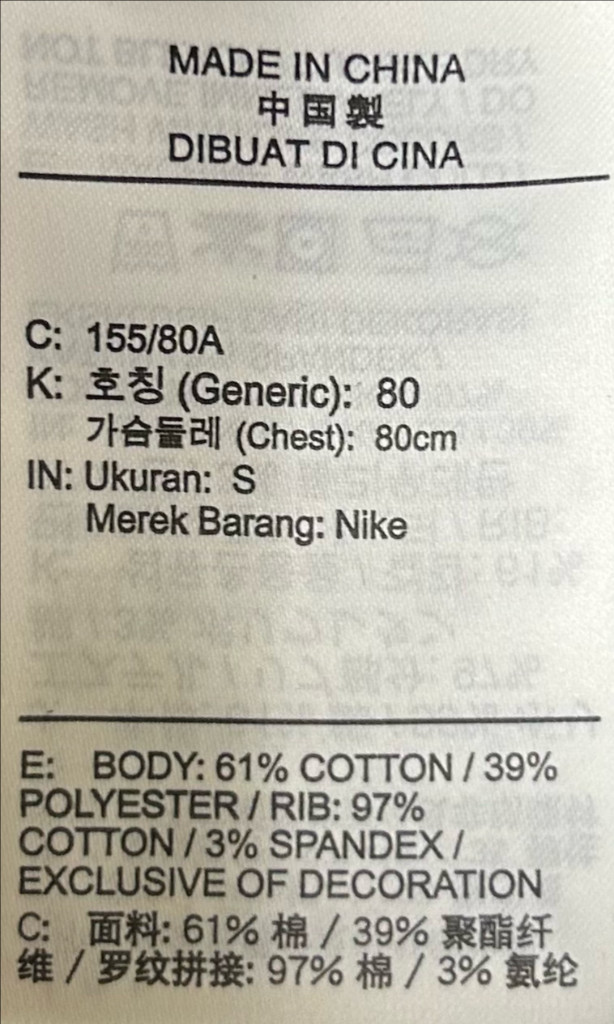 MADE IN CHINA
中国製
DIBUAT DI CINA
C: 155/80A
K: 호칭 (Generic): 80
가슴둘레 (Chest): 80cm
IN: Ukuran: S
Merek Barang: Nike
E: BODY: 61% COTTON / 39%
POLYESTER / RIB: 97%
COTTON / 3% SPANDEX /
EXCLUSIVE OF DECORATION
C: 面料: 61% 棉 / 39% 聚酯纤
维 / 罗纹拼接: 97% 棉 / 3% 氨纶